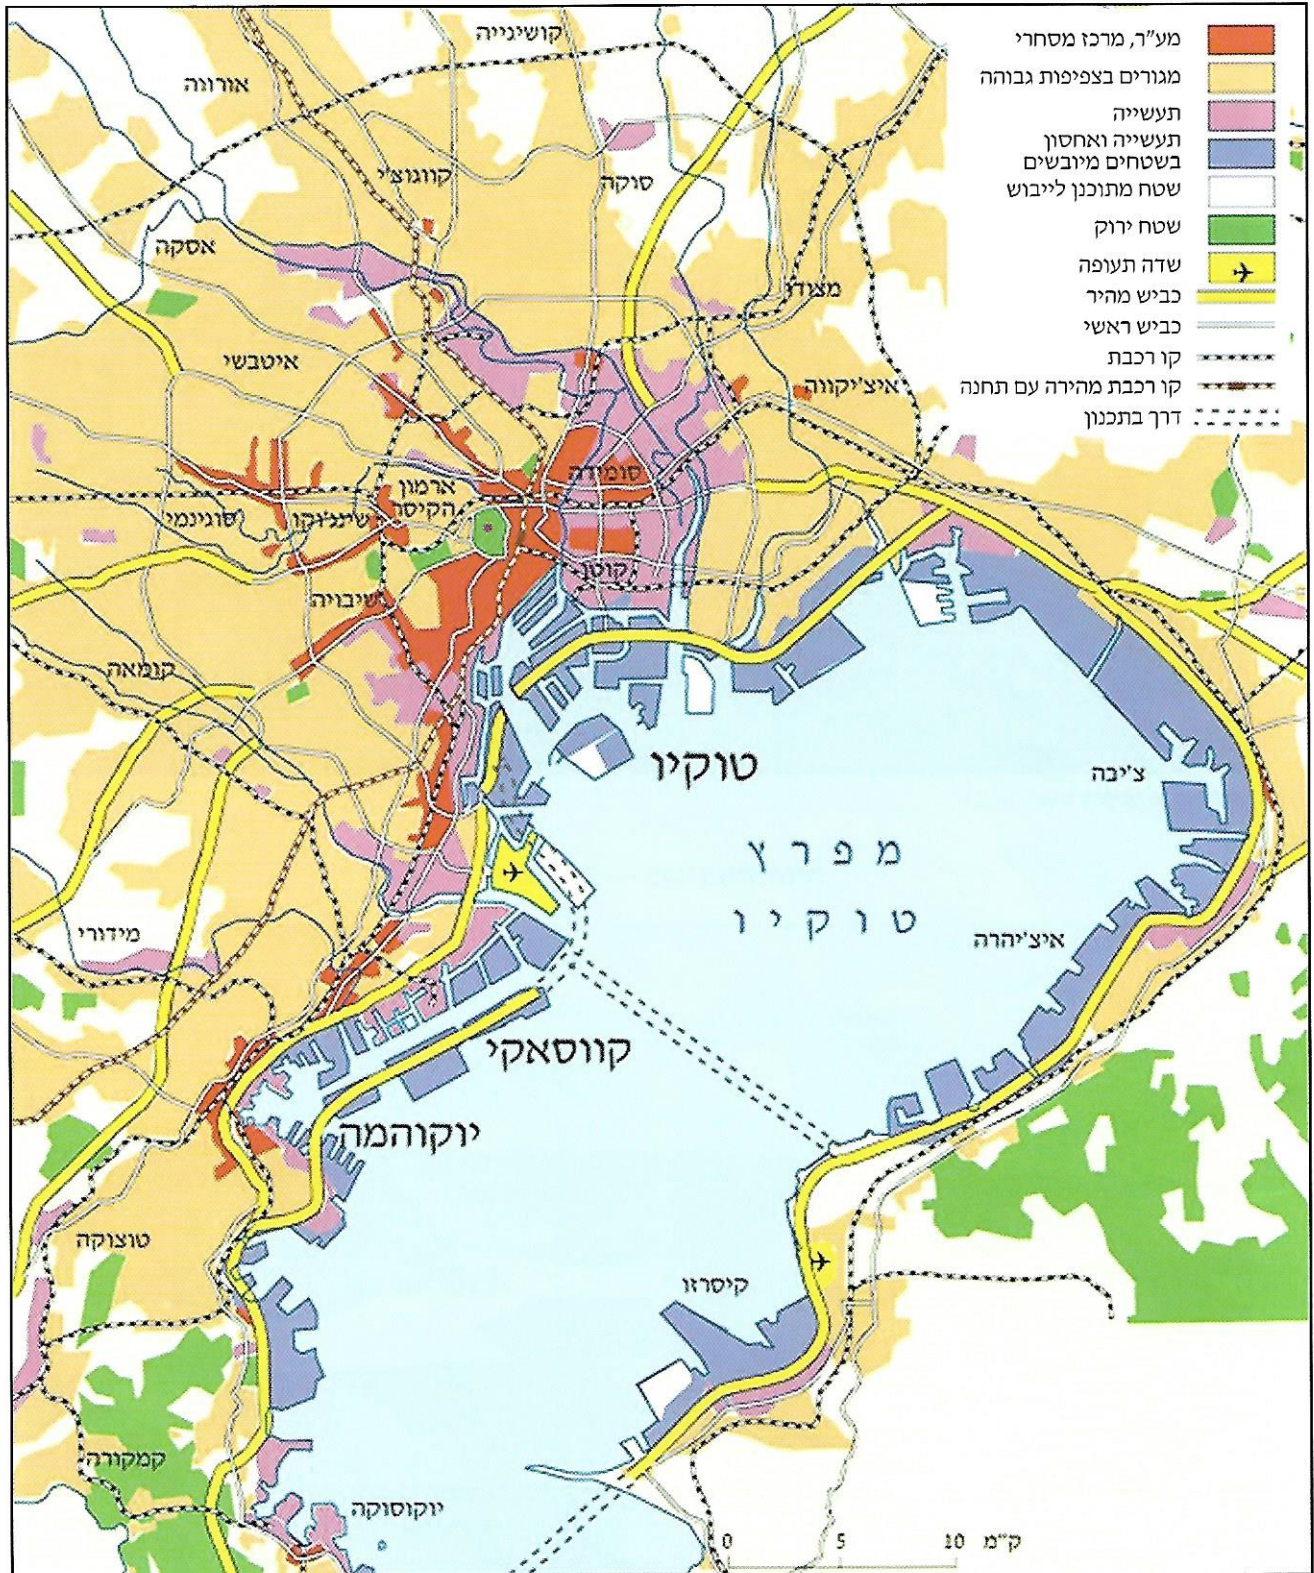 מע״ר, מרכז מסחרי
מגורים בצפיפות גבוהה
תעשייה
תעשייה ואחסון
בשטחים מיובשים
שטח מתוכנן לייבוש
שטח ירוק
שדה תעופה
כביש מהיר
כביש ראשי
קו רכבת
קו רכבת מהירה עם תחנה
דרך בתכנון
קושיגייה
אורווה
קווגוצ'י
סוקה
אסקה
מצודו
איטבשי
איצ'יקווה
סומידה
ארמון
הקיסר
שינג'וקו
סוגינמי
קוטו
שיבויה
קומאה
טוקיו
צ'יבה
מפרץ
טוקיו
מידורי
איצ'יהרה
קווסאקי
יוקוהמה
טוצוקה
קיסרזו
קמקורה
יוקוסוקה
0 5 10 ק״מ